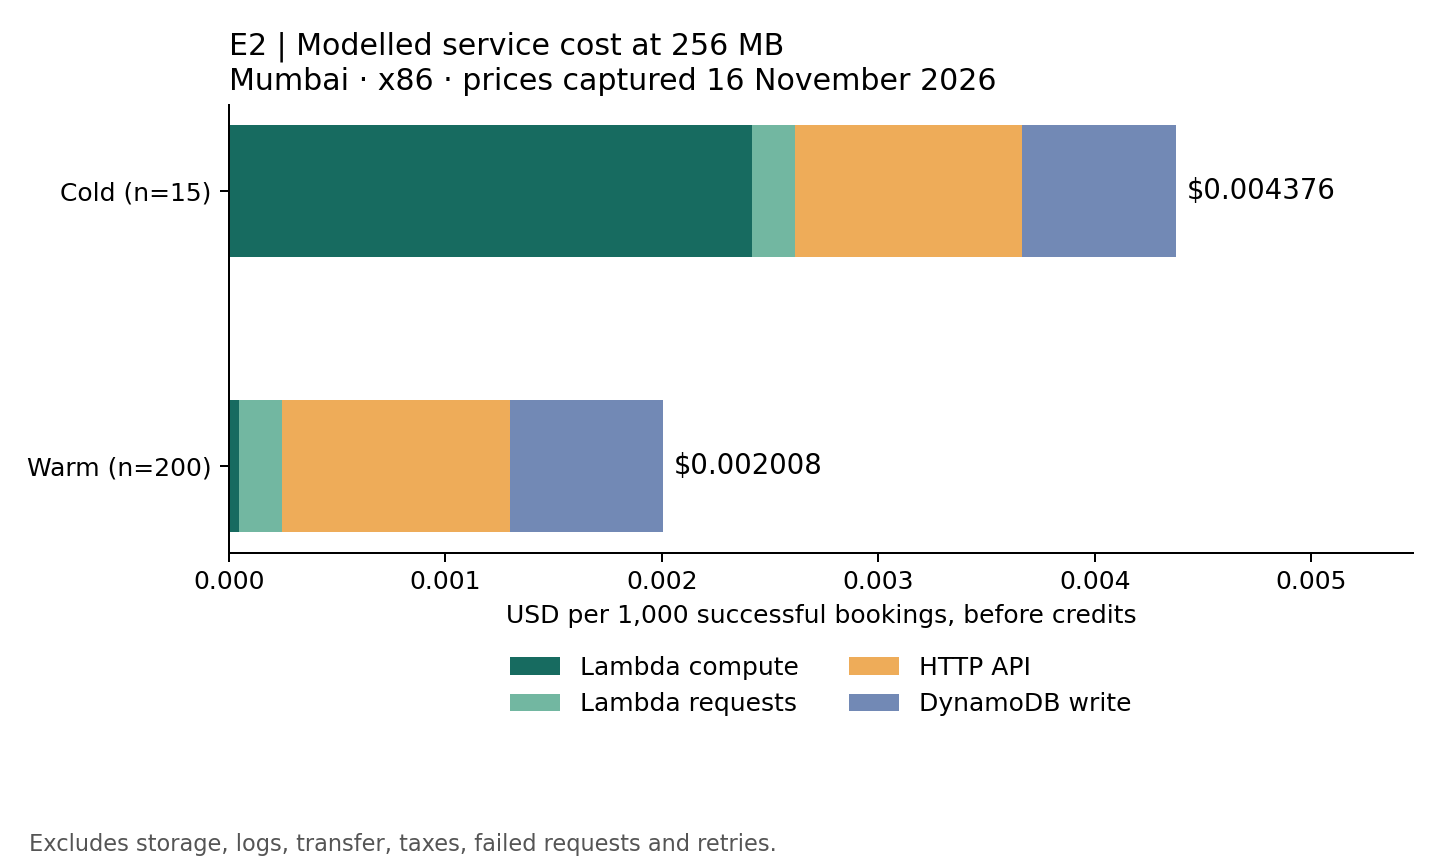 E2 | Modelled service cost at 256 MB
Mumbai · x86 · prices captured 16 November 2026
Cold (n=15)
$0.004376
Warm (n=200)
$0.002008
0.000 0.001 0.002 0.003 0.004 0.005
USD per 1,000 successful bookings, before credits
Lambda compute HTTP API
Lambda requests DynamoDB write
Excludes storage, logs, transfer, taxes, failed requests and retries.